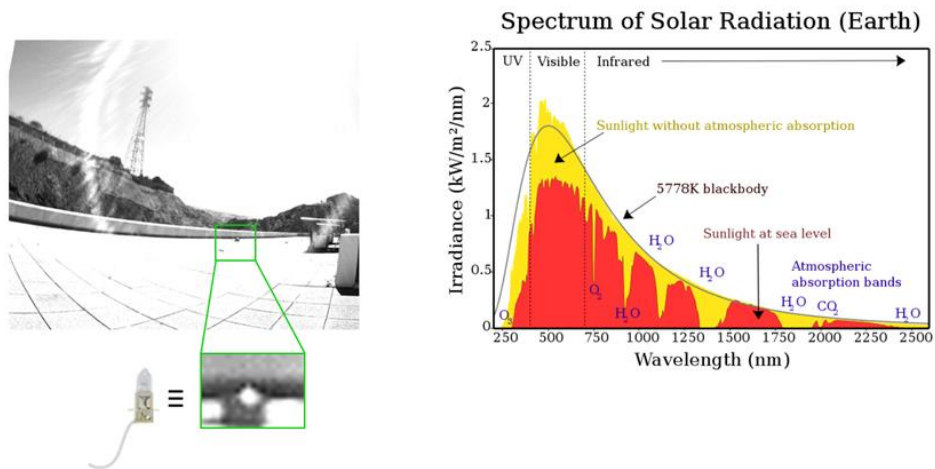 Spectrum of Solar Radiation (Earth)
2.5
UV Visible Infrared
2
Sunlight without atmospheric absorption
1.5
5778K blackbody
1
Sunlight at sea level
H₂O
H₂O
Atmospheric
absorption bands
0.5
O₂
H₂O
H₂O
CO₂
H₂O
O₃
0
250 500 750 1000 1250 1500 1750 2000 2250 2500
Wavelength (nm)
Irradiance (kW/m²/nm)
≡